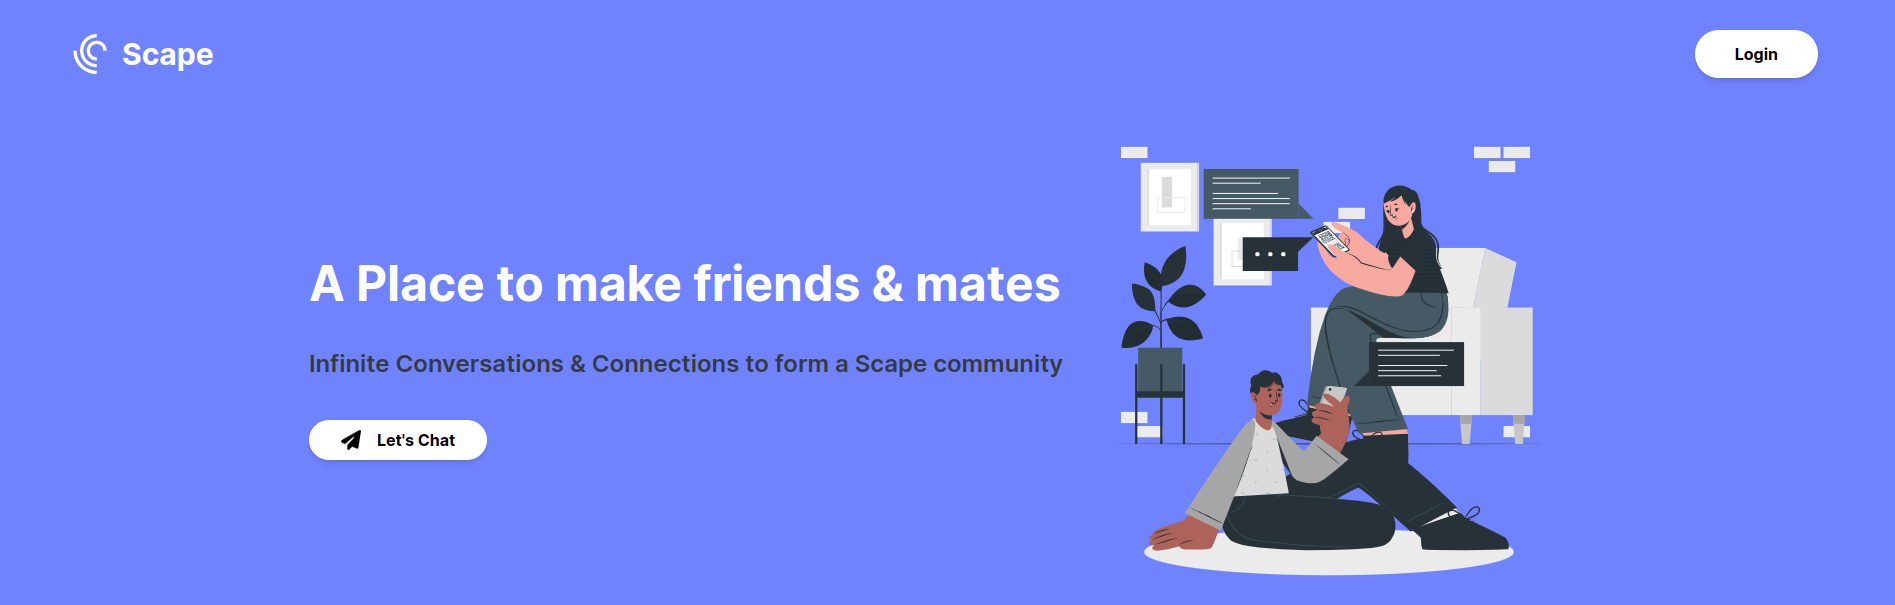 Scape
Login
A Place to make friends & mates
Infinite Conversations & Connections to form a Scape community
Let's Chat